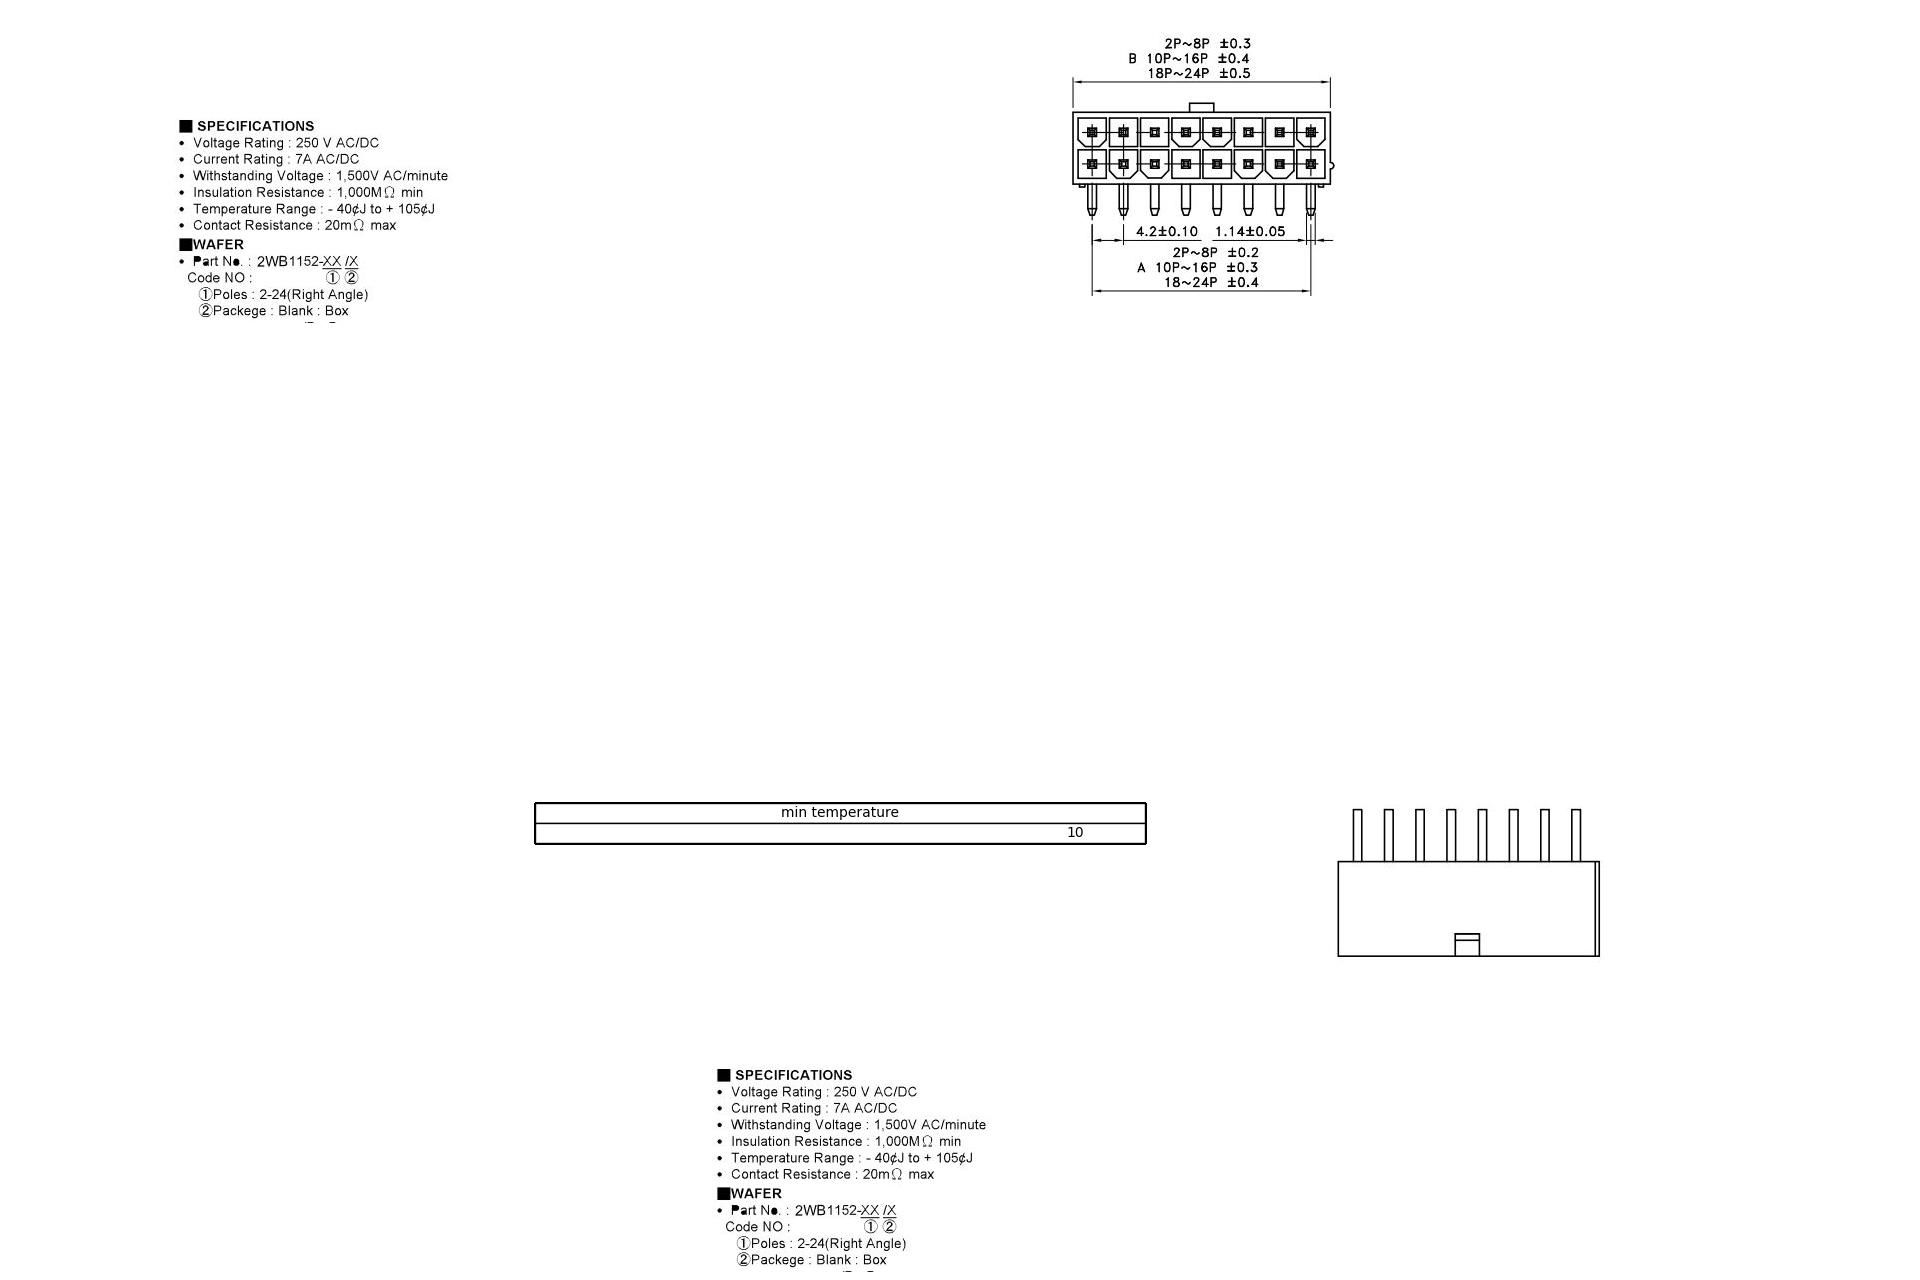 2P~8P ±0.3
B 10P~16P ±0.4
18P~24P ±0.5
■ SPECIFICATIONS
• Voltage Rating : 250 V AC/DC
• Current Rating : 7A AC/DC
• Withstanding Voltage : 1,500V AC/minute
• Insulation Resistance : 1,000MΩ min
• Temperature Range : - 40¢J to + 105¢J
• Contact Resistance : 20mΩ max
■WAFER
• Part No. : 2WB1152-XX /X
Code NO : ① ②
①Poles : 2-24(Right Angle)
②Packege : Blank : Box
4.2±0.10 1.14±0.05
2P~8P ±0.2
A 10P~16P ±0.3
18~24P ±0.4
min temperature
10
■ SPECIFICATIONS
• Voltage Rating : 250 V AC/DC
• Current Rating : 7A AC/DC
• Withstanding Voltage : 1,500V AC/minute
• Insulation Resistance : 1,000MΩ min
• Temperature Range : - 40¢J to + 105¢J
• Contact Resistance : 20mΩ max
■WAFER
• Part No. : 2WB1152-XX /X
Code NO : ① ②
①Poles : 2-24(Right Angle)
②Packege : Blank : Box